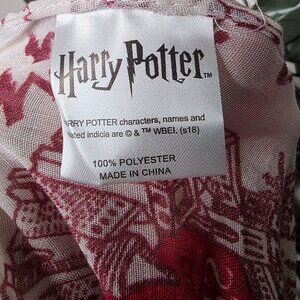 Harry Potter™
RRY POTTER characters, names and
ated indicia are © & ™ WBEI. (s18)
100% POLYESTER
MADE IN CHINA